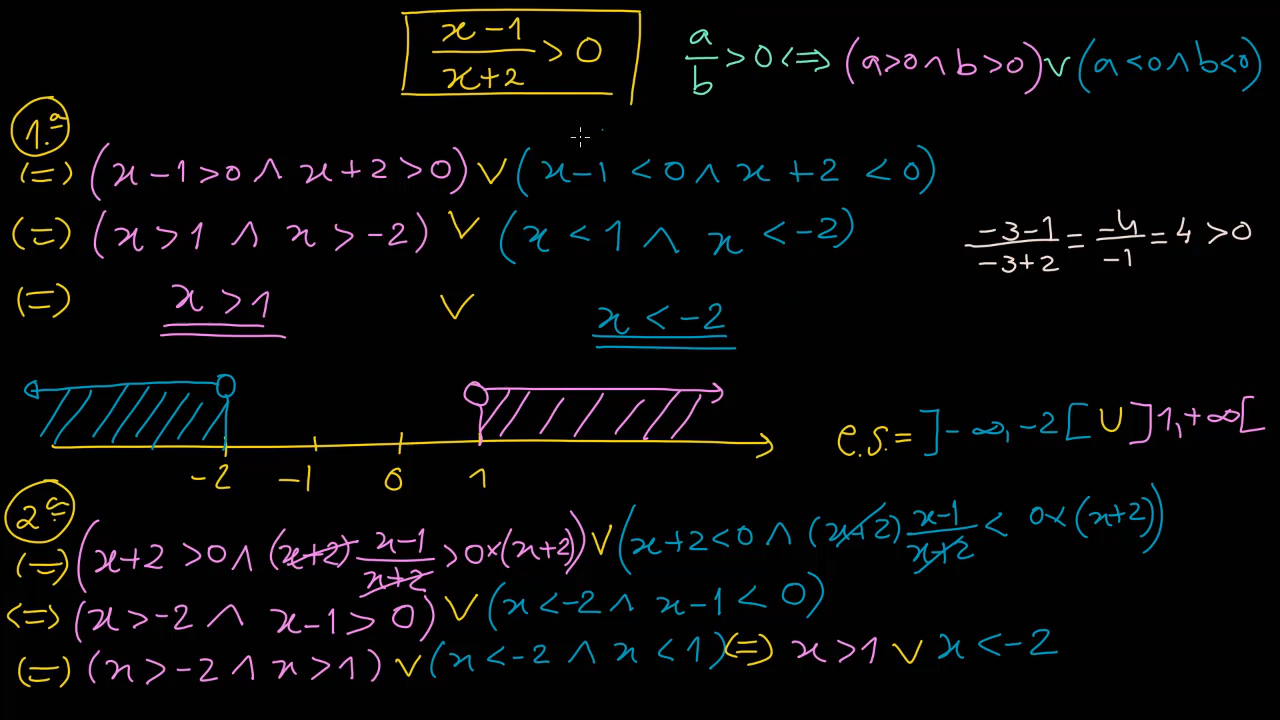 (x-1)/(x+2) > 0
a/b > 0 <=> (a>0 ∧ b>0) ∨ (a<0 ∧ b<0)
1.ª
(=) (x-1>0 ∧ x+2>0) ∨ (x-1<0 ∧ x+2<0)
(=) (x>1 ∧ x>-2) ∨ (x<1 ∧ x<-2)
(-3-1)/(-3+2) = -4/-1 = 4 > 0
(=) x>1 ∨ x<-2
-2 -1 0 1
e.s. = ]-∞,-2[ ∪ ]1,+∞[
2ª
(=) (x+2>0 ∧ (x+2) (x-1)/(x+2) > 0×(x+2)) ∨ (x+2<0 ∧ (x+2) (x-1)/(x+2) < 0×(x+2))
<=> (x>-2 ∧ x-1>0) ∨ (x<-2 ∧ x-1<0)
(=) (x>-2 ∧ x>1) ∨ (x<-2 ∧ x<1) (=) x>1 ∨ x<-2